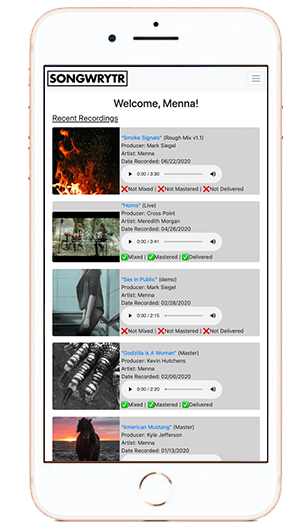 SONGWRYTR
Welcome, Menna!
Recent Recordings
"Smoke Signals" (Rough Mix v1.1)
Producer: Mark Siegel
Artist: Menna
Date Recorded: 06/22/2020
0:00 / 3:30
❌Not Mixed | ❌Not Mastered | ❌Not Delivered
"Horns" (Live)
Producer: Cross Point
Artist: Meredith Morgan
Date Recorded: 04/26/2020
0:00 / 3:41
✅Mixed | ✅Mastered | ✅Delivered
"Sex In Public" (demo)
Producer: Mark Siegel
Artist: Menna
Date Recorded: 02/28/2020
0:00 / 2:15
❌Not Mixed | ❌Not Mastered | ❌Not Delivered
"Godzilla Is A Woman" (Master)
Producer: Kevin Hutchens
Artist: Menna
Date Recorded: 02/06/2020
0:00 / 2:20
✅Mixed | ✅Mastered | ✅Delivered
"American Mustang" (Master)
Producer: Kyle Jefferson
Artist: Menna
Date Recorded: 01/13/2020